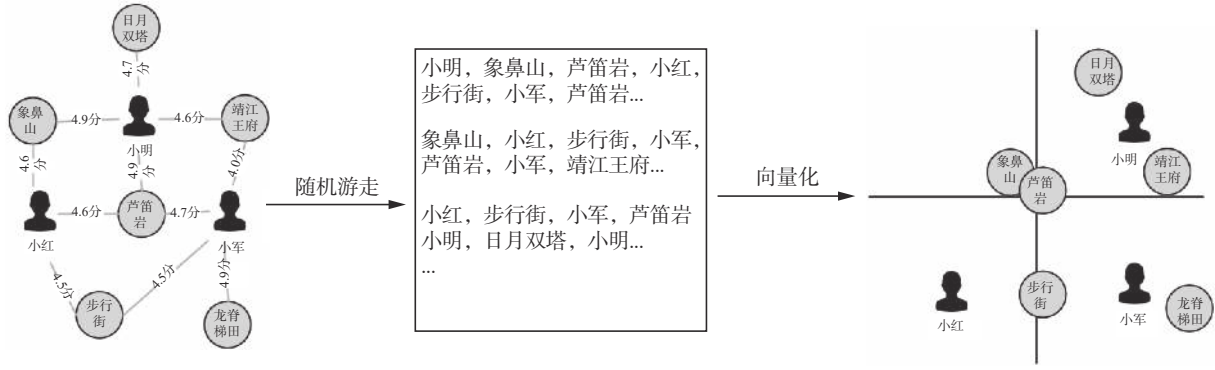 日月
双塔
4.7
分
象鼻
山
4.9分
小明
4.6分
靖江
王府
4.6
分
4.9
分
4.0分
小红
4.6分
芦笛
岩
4.7分
小军
4.5分
4.5分
4.9分
步行
街
龙脊
梯田
随机游走
小明，象鼻山，芦笛岩，小红，
步行街，小军，芦笛岩...
象鼻山，小红，步行街，小军，
芦笛岩，小军，靖江王府...
小红，步行街，小军，芦笛岩
小明，日月双塔，小明...
...
向量化
日月
双塔
小明
象鼻
山
芦笛
岩
靖江
王府
小红
步行
街
小军
龙脊
梯田